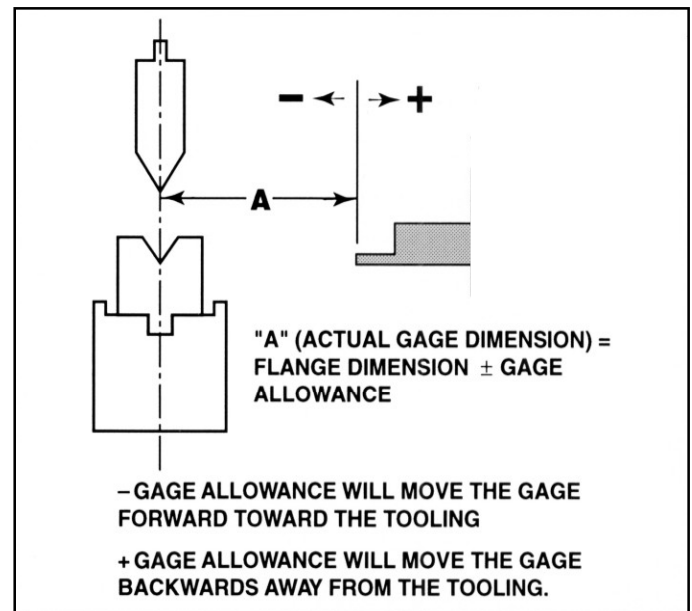 − +
A
"A" (ACTUAL GAGE DIMENSION) =
FLANGE DIMENSION ± GAGE
ALLOWANCE
– GAGE ALLOWANCE WILL MOVE THE GAGE
FORWARD TOWARD THE TOOLING
+ GAGE ALLOWANCE WILL MOVE THE GAGE
BACKWARDS AWAY FROM THE TOOLING.